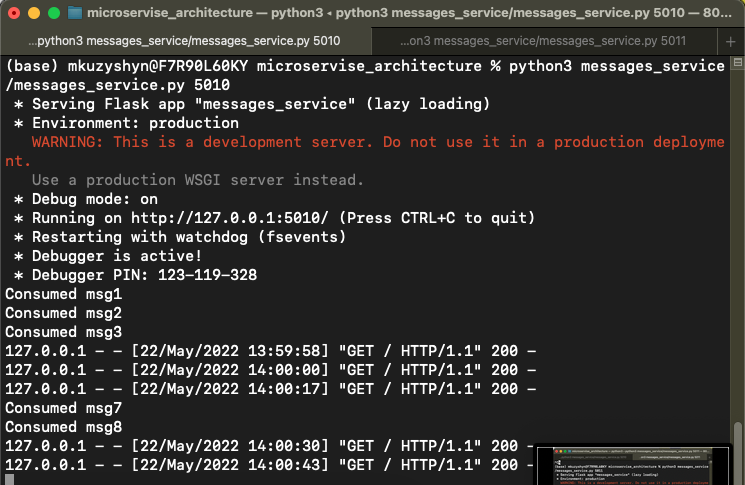 microservise_architecture — python3 ◂ python3 messages_service/messages_service.py 5010 — 80...
...python3 messages_service/messages_service.py 5010
...on3 messages_service/messages_service.py 5011
+
(base) mkuzyshyn@F7R90L60KY microservise_architecture % python3 messages_service
/messages_service.py 5010
* Serving Flask app "messages_service" (lazy loading)
* Environment: production
WARNING: This is a development server. Do not use it in a production deployme
nt.
Use a production WSGI server instead.
* Debug mode: on
* Running on http://127.0.0.1:5010/ (Press CTRL+C to quit)
* Restarting with watchdog (fsevents)
* Debugger is active!
* Debugger PIN: 123-119-328
Consumed msg1
Consumed msg2
Consumed msg3
127.0.0.1 - - [22/May/2022 13:59:58] "GET / HTTP/1.1" 200 -
127.0.0.1 - - [22/May/2022 14:00:00] "GET / HTTP/1.1" 200 -
127.0.0.1 - - [22/May/2022 14:00:17] "GET / HTTP/1.1" 200 -
Consumed msg7
Consumed msg8
127.0.0.1 - - [22/May/2022 14:00:30] "GET / HTTP/1.1" 200 -
127.0.0.1 - - [22/May/2022 14:00:43] "GET / HTTP/1.1" 200 -